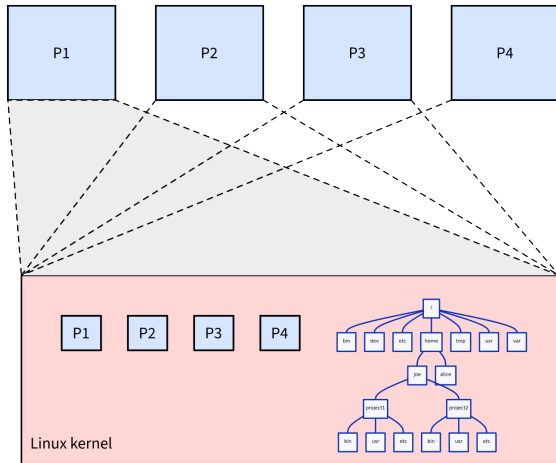 P1 P2 P3 P4
P1 P2 P3 P4
/
bin dev etc home tmp usr var
joe alice
project1 project2
bin usr etc bin usr etc
Linux kernel